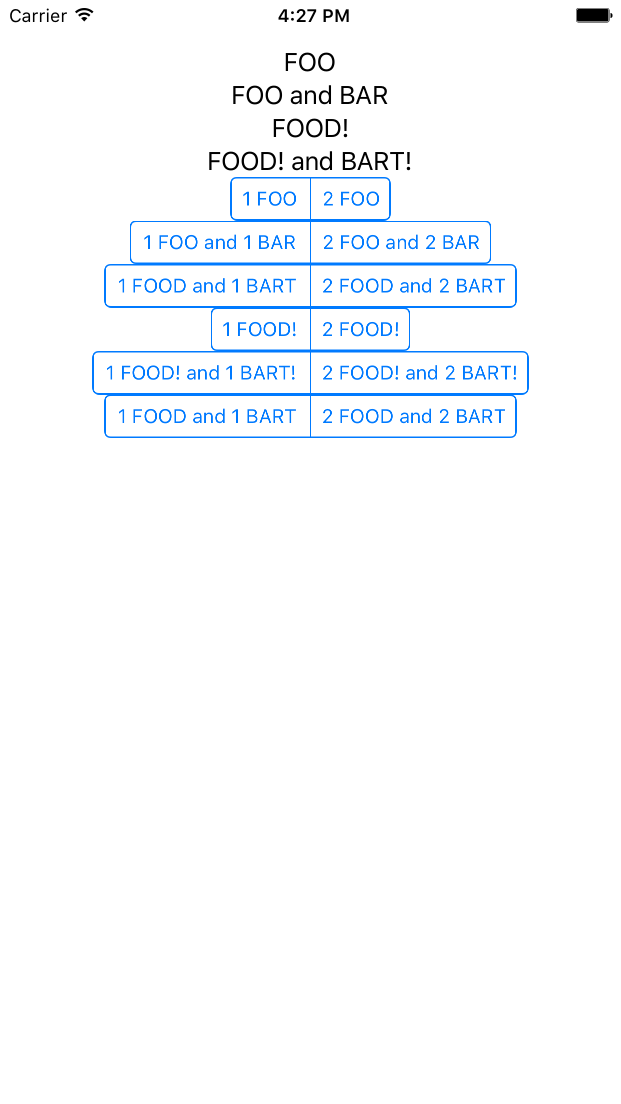 Carrier 4:27 PM
FOO
FOO and BAR
FOOD!
FOOD! and BART!
1 FOO 2 FOO
1 FOO and 1 BAR 2 FOO and 2 BAR
1 FOOD and 1 BART 2 FOOD and 2 BART
1 FOOD! 2 FOOD!
1 FOOD! and 1 BART! 2 FOOD! and 2 BART!
1 FOOD and 1 BART 2 FOOD and 2 BART